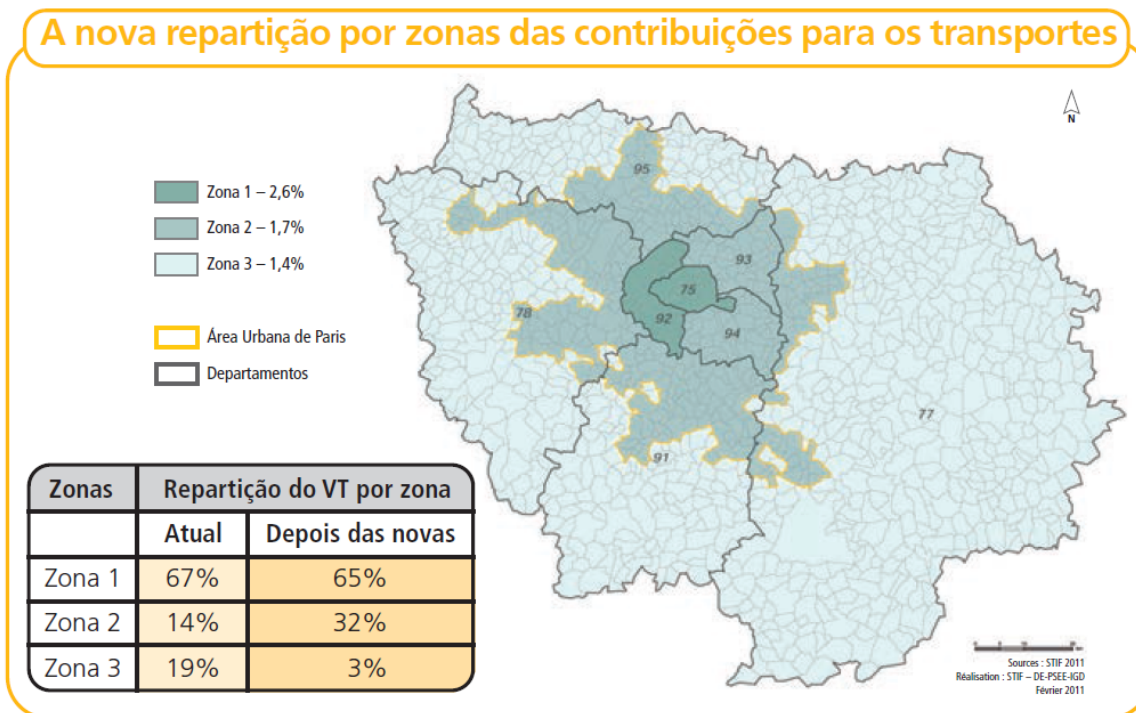 A nova repartição por zonas das contribuições para os transportes
N
Zona 1 – 2,6%
Zona 2 – 1,7%
Zona 3 – 1,4%
Área Urbana de Paris
Departamentos
95
93
75
78
92
94
77
91
Zonas Repartição do VT por zona
Atual Depois das novas
Zona 1 67% 65%
Zona 2 14% 32%
Zona 3 19% 3%
Sources : STIF 2011
Réalisation : STIF – DE-PSEE-IGD
Février 2011